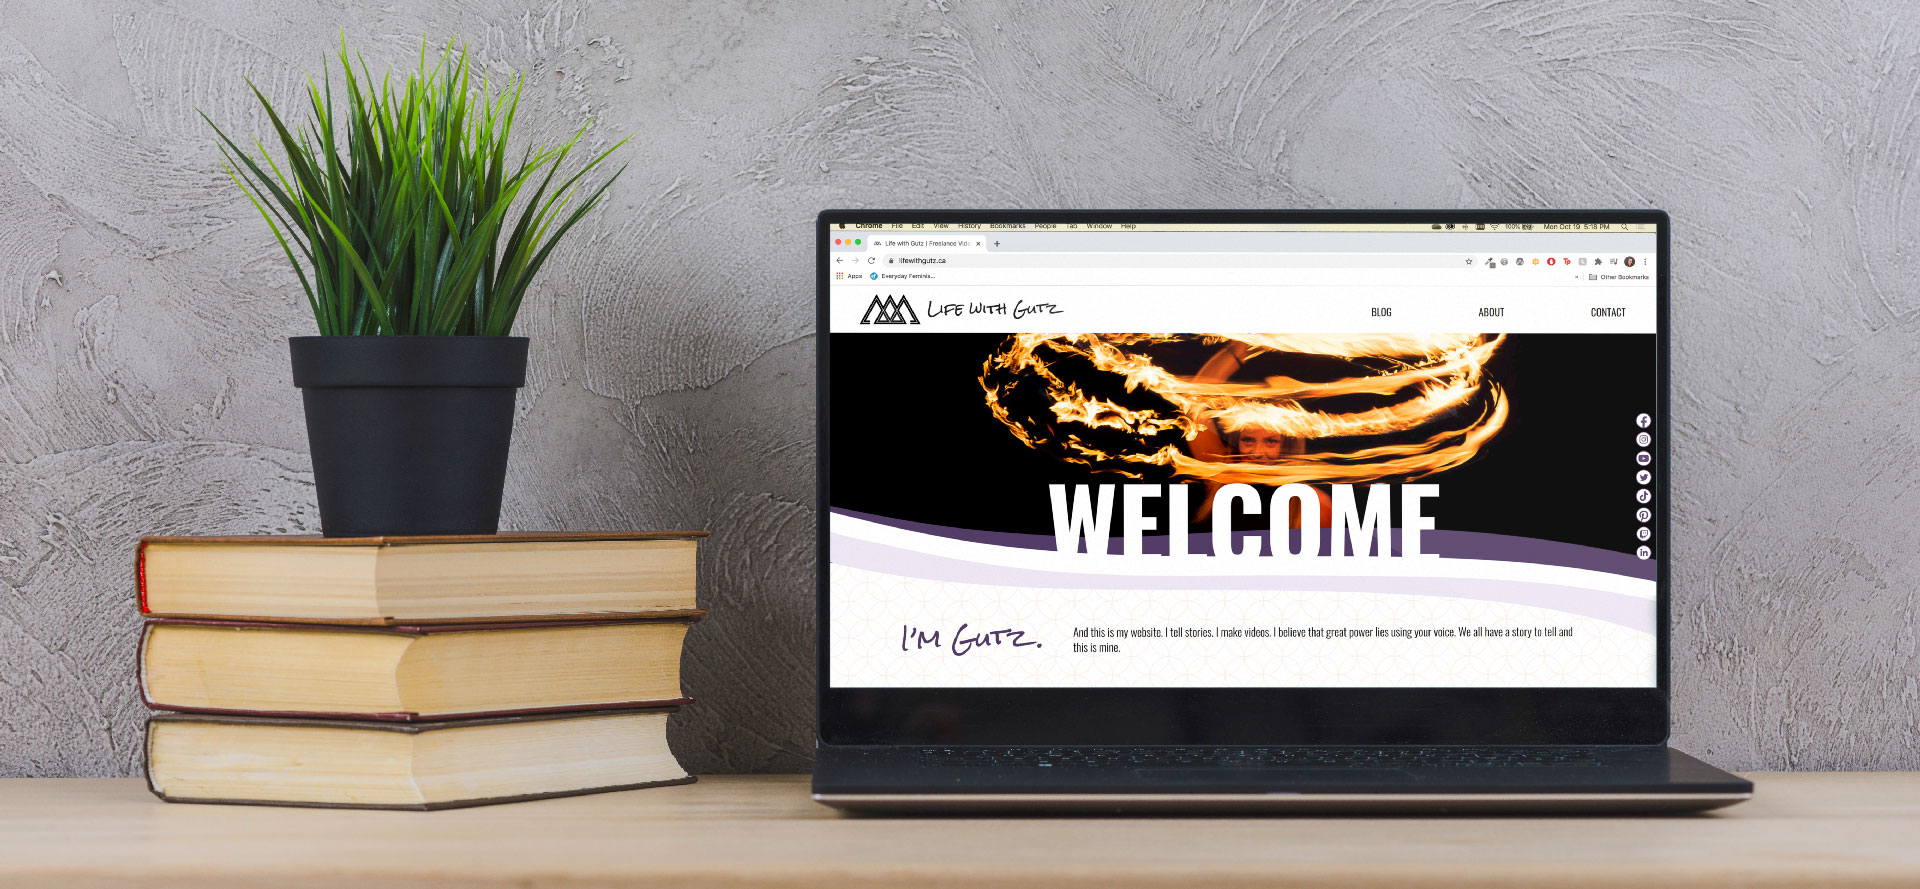 Chrome File Edit View History Bookmarks People Tab Window Help 100% Mon Oct 19 5:18 PM
Life with Gutz | Freelance Vide
lifewithgutz.ca
Apps Everyday Feminis... Other Bookmarks
LIFE WITH GUTZ BLOG ABOUT CONTACT
WELCOME
I'M GUTZ.
And this is my website. I tell stories. I make videos. I believe that great power lies using your voice. We all have a story to tell and
this is mine.